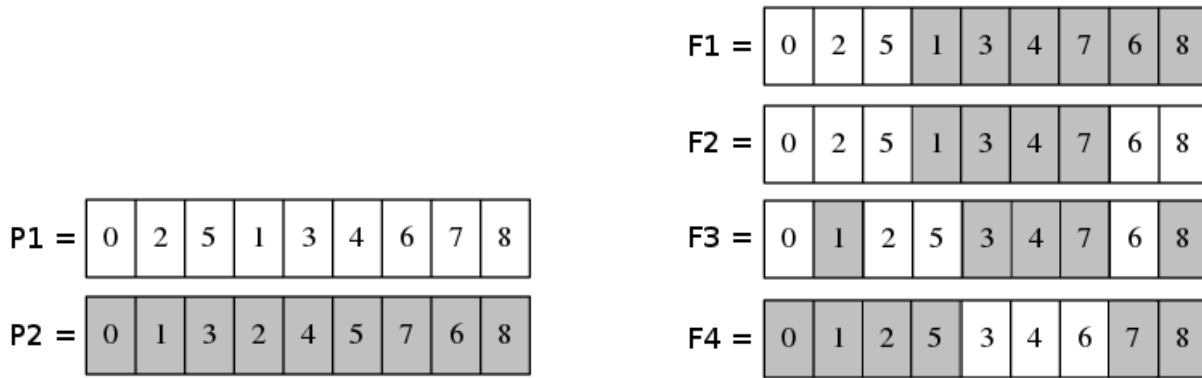 P1 = 0 2 5 1 3 4 6 7 8
P2 = 0 1 3 2 4 5 7 6 8
F1 = 0 2 5 1 3 4 7 6 8
F2 = 0 2 5 1 3 4 7 6 8
F3 = 0 1 2 5 3 4 7 6 8
F4 = 0 1 2 5 3 4 6 7 8